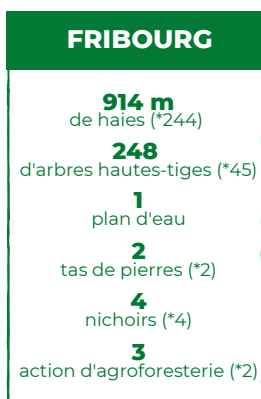 FRIBOURG
914 m
de haies (*244)
248
d'arbres hautes-tiges (*45)
1
plan d'eau
2
tas de pierres (*2)
4
nichoirs (*4)
3
action d'agroforesterie (*2)